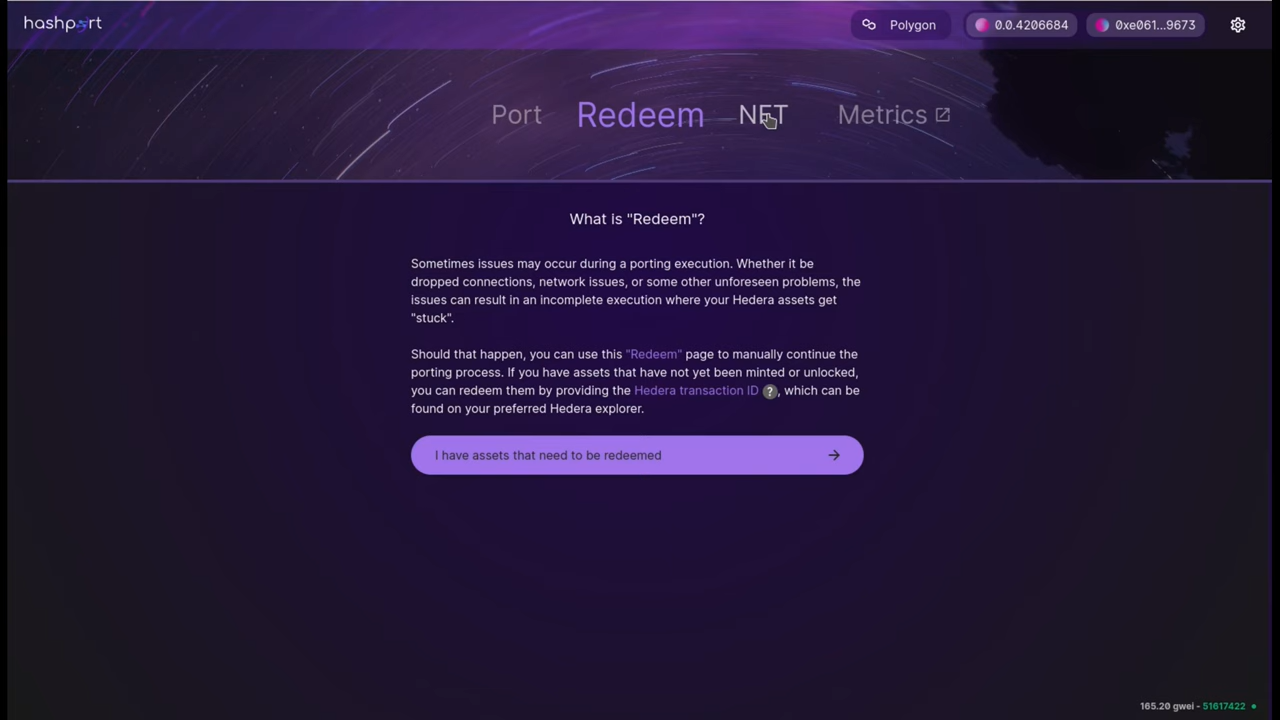 hashport
Polygon
0.0.4206684
0xe061...9673
Port
Redeem
NFT
Metrics
What is "Redeem"?
Sometimes issues may occur during a porting execution. Whether it be
dropped connections, network issues, or some other unforeseen problems, the
issues can result in an incomplete execution where your Hedera assets get
"stuck".
Should that happen, you can use this "Redeem" page to manually continue the
porting process. If you have assets that have not yet been minted or unlocked,
you can redeem them by providing the Hedera transaction ID ?, which can be
found on your preferred Hedera explorer.
I have assets that need to be redeemed
165.20 gwei - 51617422